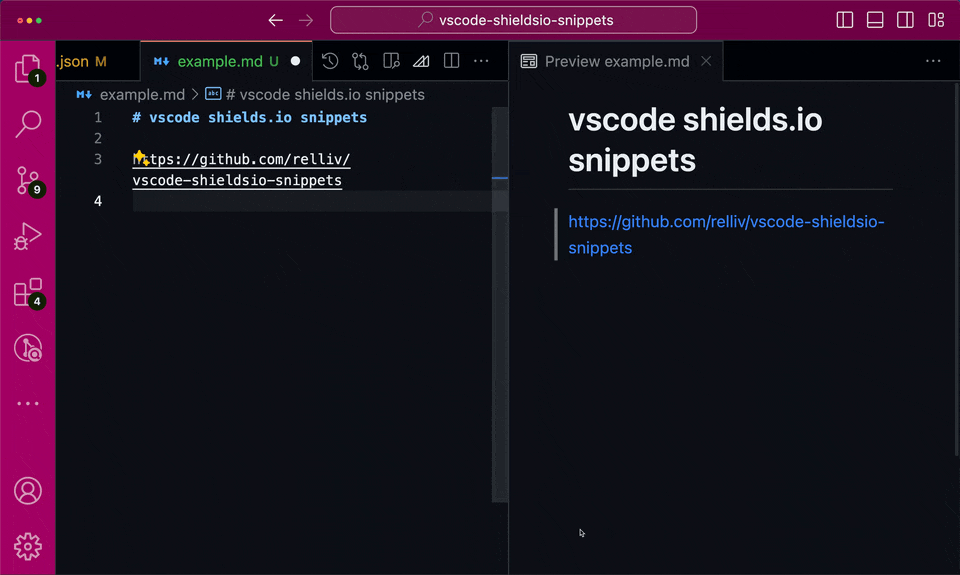 vscode-shieldsio-snippets
.json M
example.md U
Preview example.md
example.md > # vscode shields.io snippets
1 # vscode shields.io snippets
2
3 https://github.com/relliv/
vscode-shieldsio-snippets
4
vscode shields.io
snippets
https://github.com/relliv/vscode-shieldsio-
snippets
1
9
4